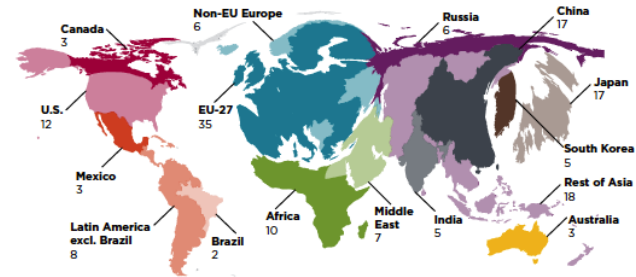 Canada
3
Non-EU Europe
6
Russia
6
China
17
U.S.
12
EU-27
35
Japan
17
South Korea
5
Mexico
3
Rest of Asia
18
Latin America
excl. Brazil
8
Brazil
2
Africa
10
Middle
East
7
India
5
Australia
3